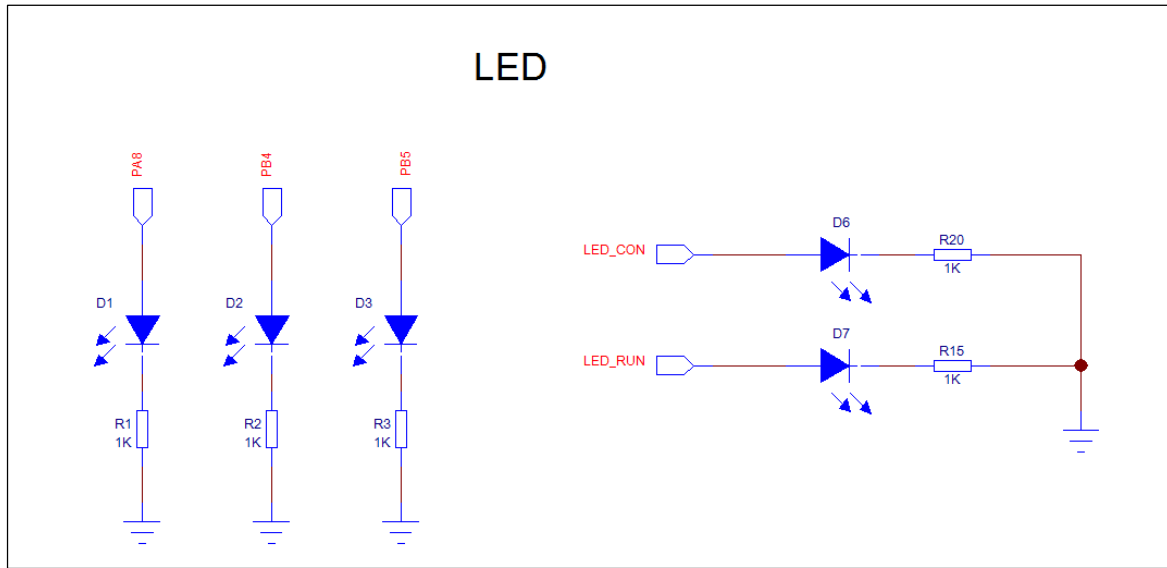 LED
PA8
PB4
PB5
D1
D2
D3
R1
1K
R2
1K
R3
1K
LED_CON
D6
R20
1K
LED_RUN
D7
R15
1K